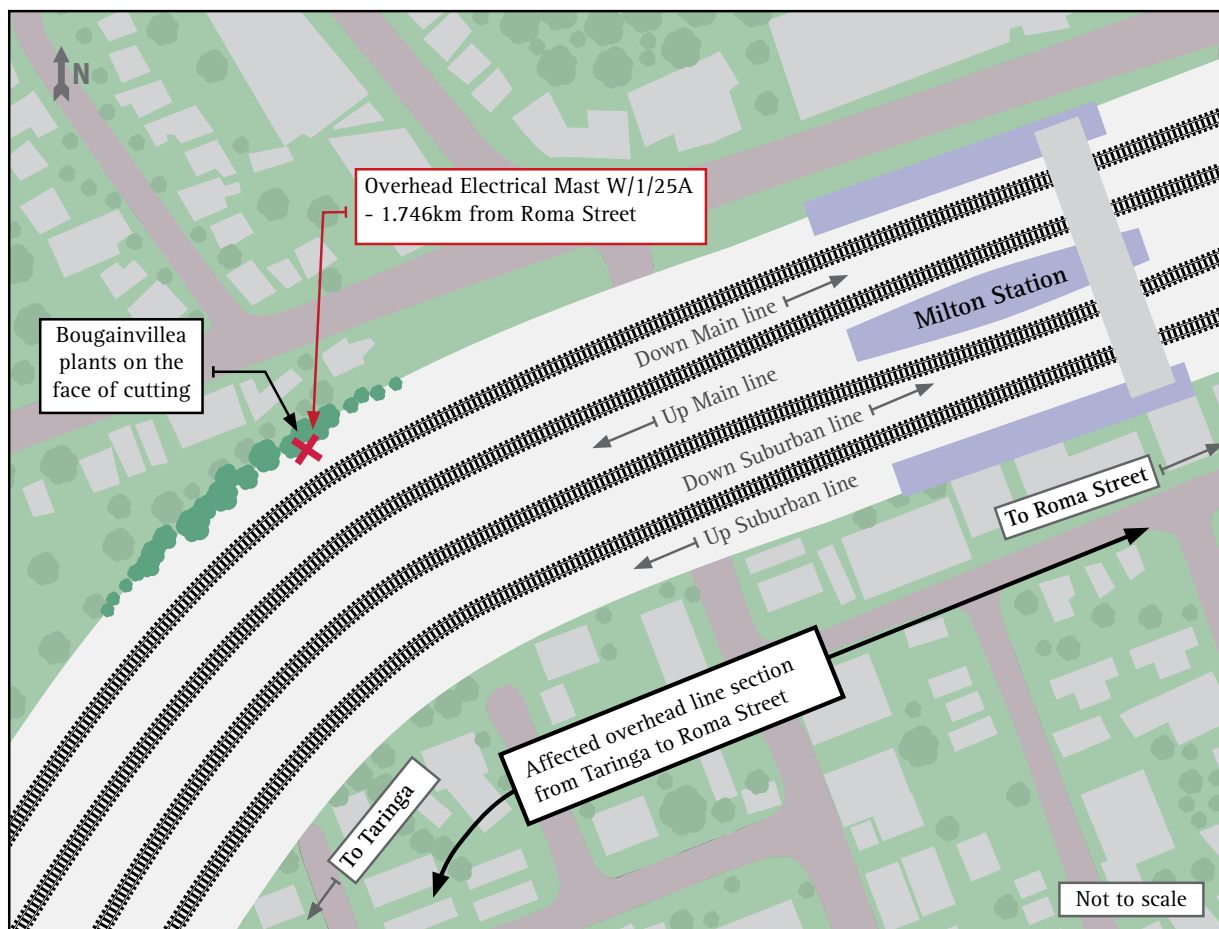 N
Overhead Electrical Mast W/1/25A
- 1.746km from Roma Street
Bougainvillea
plants on the
face of cutting
Milton Station
Down Main line
Up Main line
Down Suburban line
Up Suburban line
To Roma Street
Affected overhead line section
from Taringa to Roma Street
To Taringa
Not to scale